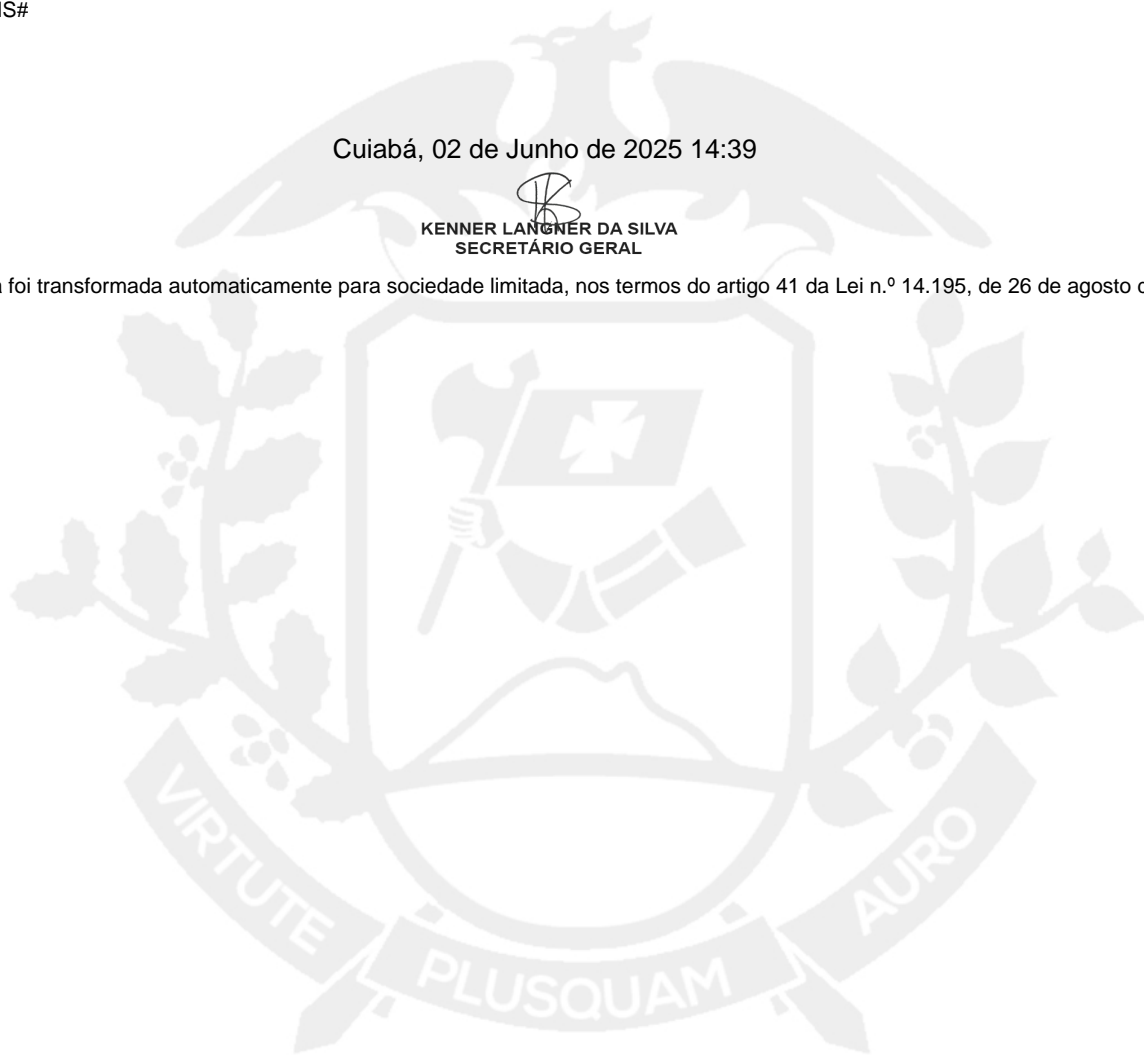 IS#
Cuiabá, 02 de Junho de 2025 14:39
KENNER LANGNER DA SILVA
SECRETÁRIO GERAL
foi transformada automaticamente para sociedade limitada, nos termos do artigo 41 da Lei n.º 14.195, de 26 de agosto
VIRTUTE
PLUSQUAM
AURO